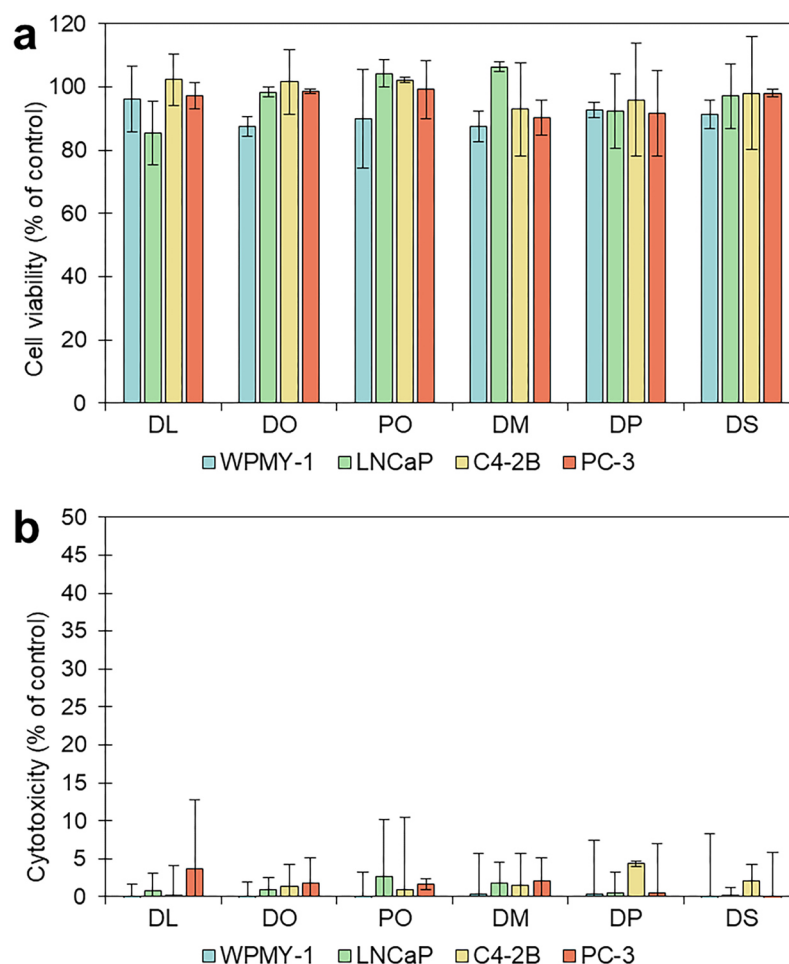 a
Cell viability (% of control)
120
100
80
60
40
20
0
DL DO PO DM DP DS
WPMY-1 LNCaP C4-2B PC-3
b
Cytotoxicity (% of control)
50
45
40
35
30
25
20
15
10
5
0
DL DO PO DM DP DS
WPMY-1 LNCaP C4-2B PC-3